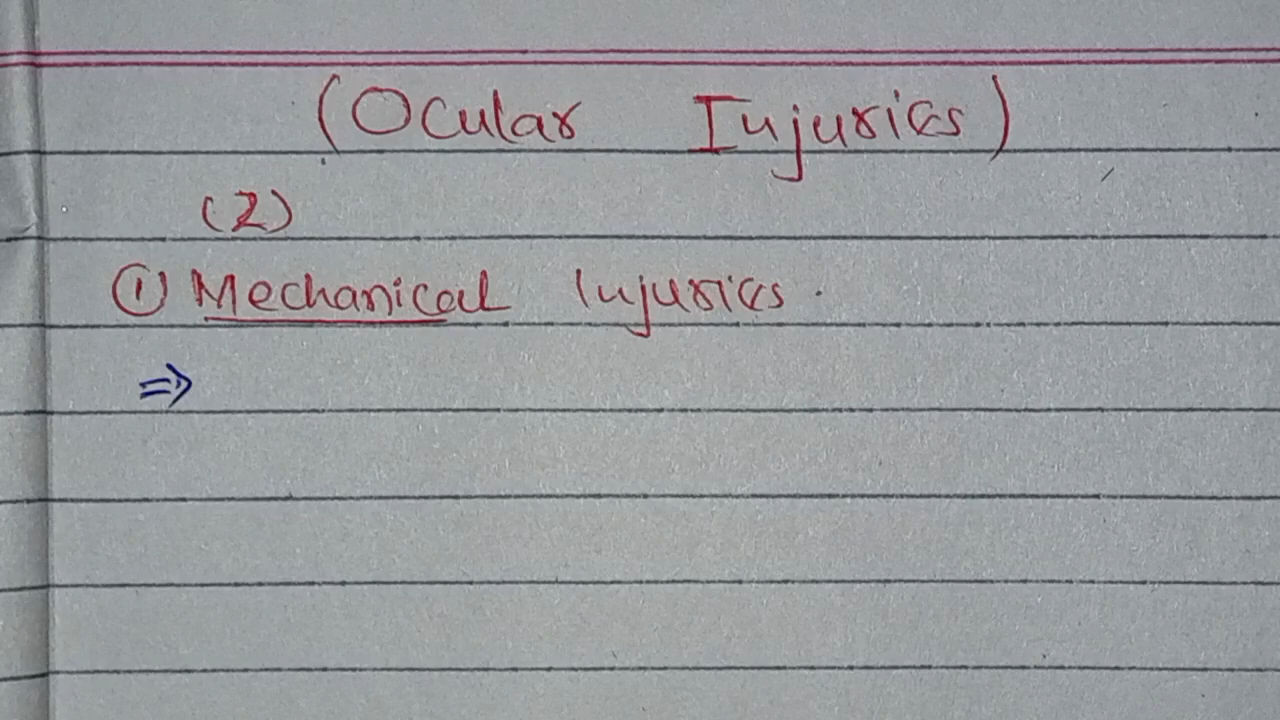 (Ocular Injuries)
(2)
① Mechanical Injuries.
⇒